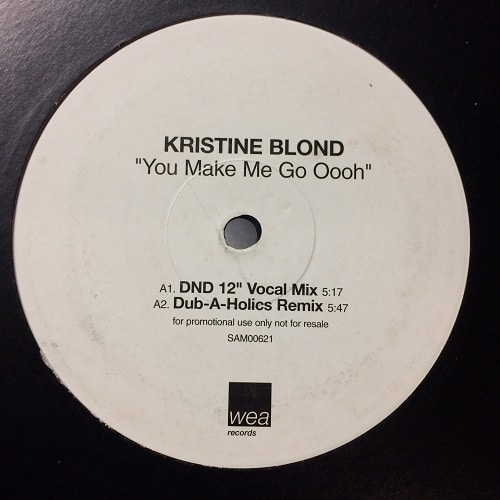 KRISTINE BLOND
"You Make Me Go Oooh"
A1. DND 12" Vocal Mix 5:17
A2. Dub-A-Holics Remix 5:47
for promotional use only not for resale
SAM00621
wea
records